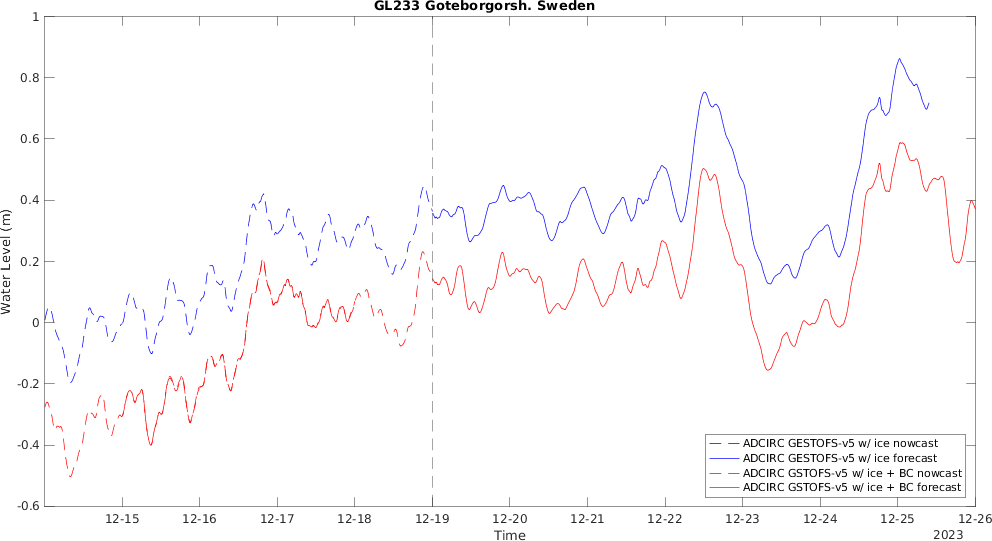 GL233 Goteborgorsh. Sweden
1
0.8
0.6
0.4
0.2
0
-0.2
-0.4
-0.6
Water Level (m)
ADCIRC GESTOFS-v5 w/ ice nowcast
ADCIRC GESTOFS-v5 w/ ice forecast
ADCIRC GSTOFS-v5 w/ ice + BC nowcast
ADCIRC GSTOFS-v5 w/ ice + BC forecast
12-15 12-16 12-17 12-18 12-19 12-20 12-21 12-22 12-23 12-24 12-25 12-26
Time
2023